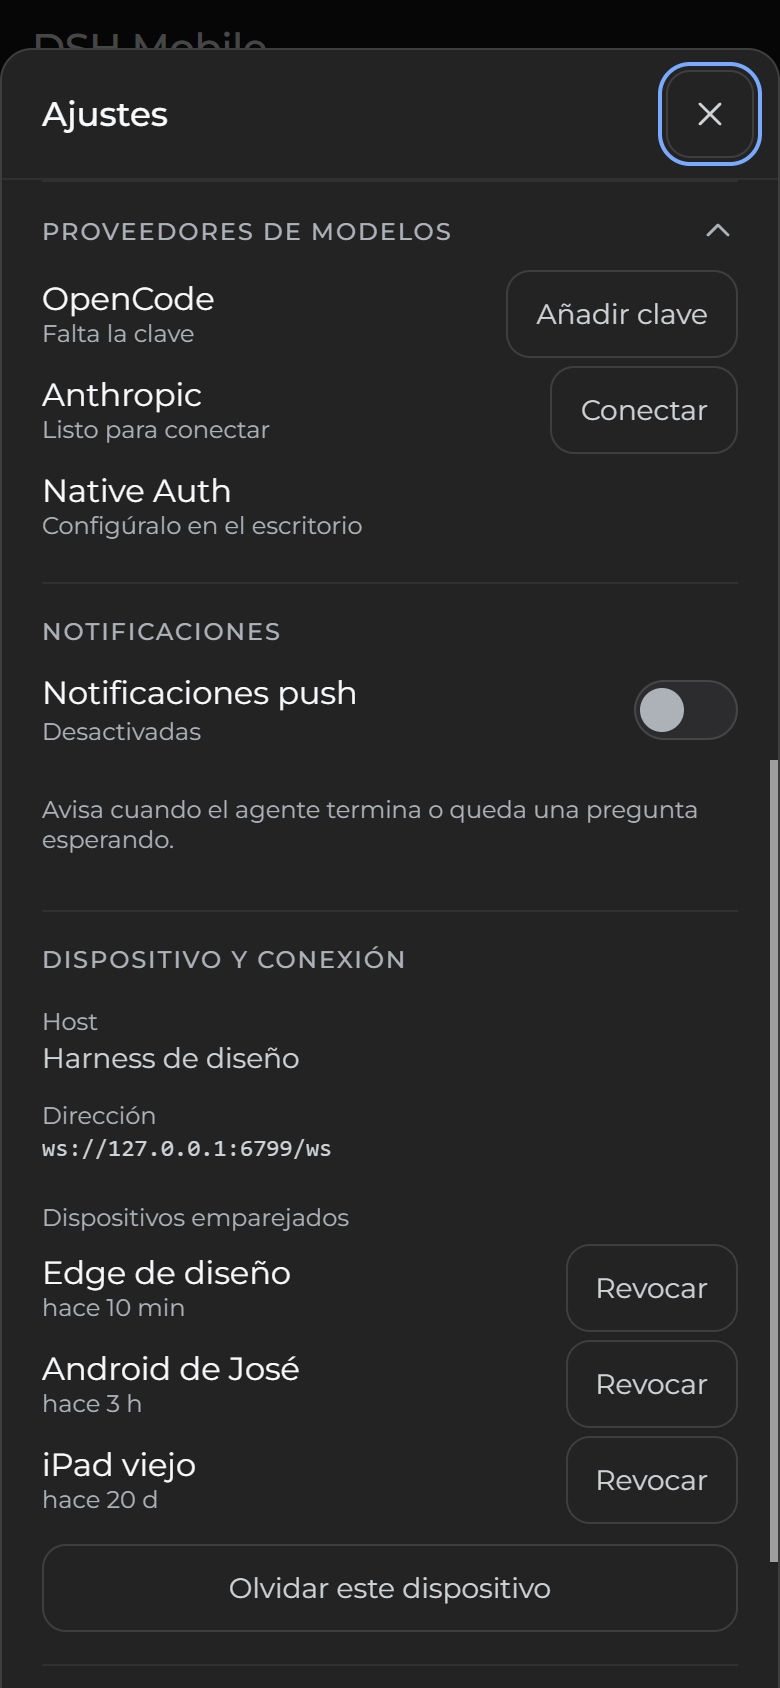 DSH Mobile
Ajustes
PROVEEDORES DE MODELOS
OpenCode
Falta la clave
Añadir clave
Anthropic
Listo para conectar
Conectar
Native Auth
Configúralo en el escritorio
NOTIFICACIONES
Notificaciones push
Desactivadas
Avisa cuando el agente termina o queda una pregunta
esperando.
DISPOSITIVO Y CONEXIÓN
Host
Harness de diseño
Dirección
ws://127.0.0.1:6799/ws
Dispositivos emparejados
Edge de diseño
hace 10 min
Revocar
Android de José
hace 3 h
Revocar
iPad viejo
hace 20 d
Revocar
Olvidar este dispositivo